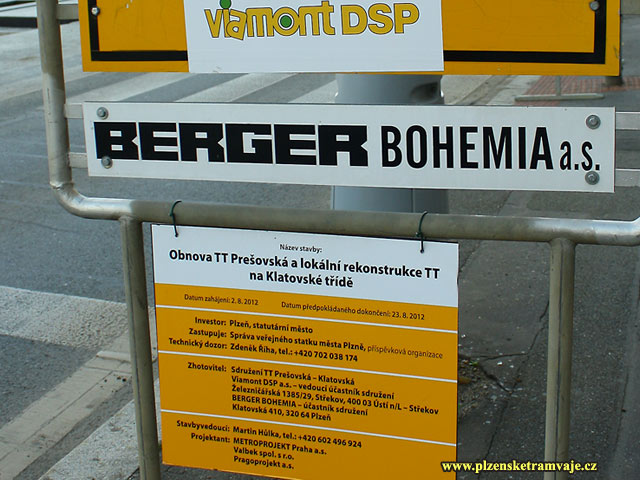 viamont DSP
BERGER BOHEMIA a.s.
Název stavby:
Obnova TT Prešovská a lokální rekonstrukce TT
na Klatovské třídě
Datum zahájení: 2. 8. 2012 Datum předpokládaného dokončení: 23. 8. 2012
Investor: Plzeň, statutární město
Zastupuje: Správa veřejného statku města Plzně, příspěvková organizace
Technický dozor: Zdeněk Říha, tel.: +420 702 038 174
Zhotovitel: Sdružení TT Prešovská – Klatovská
Viamont DSP a.s. – vedoucí účastník sdružení
Železničářská 1385/29, Střekov, 400 03 Ústí n/L – Střekov
BERGER BOHEMIA – účastník sdružení
Klatovská 410, 320 64 Plzeň
Stavbyvedoucí: Martin Hůlka, tel.: +420 602 496 924
Projektant: METROPROJEKT Praha a.s.
Valbek spol. s r.o.
Pragoprojekt a.s.
www.plzensketramvaje.cz